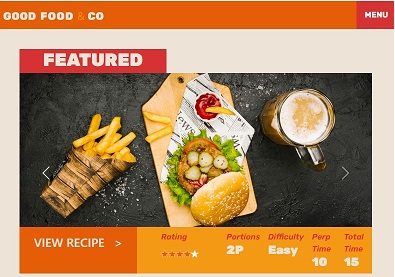 GOOD FOOD & CO
MENU
FEATURED
VIEW RECIPE >
Rating Portions Difficulty Perp Time Total Time
2P Easy 10 15